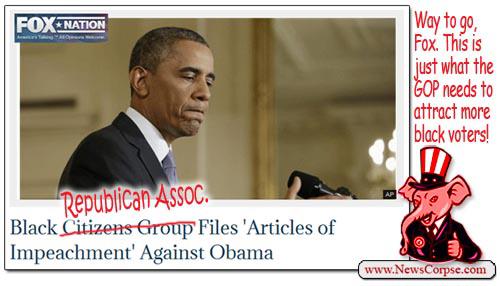 FOX★NATION
America's Talking™ All Opinions Welcome.
Way to go,
Fox. This is
just what the
GOP needs to
attract more
black voters!
AP
Republican Assoc.
Black Citizens Group Files 'Articles of
Impeachment' Against Obama
www.NewsCorpse.com